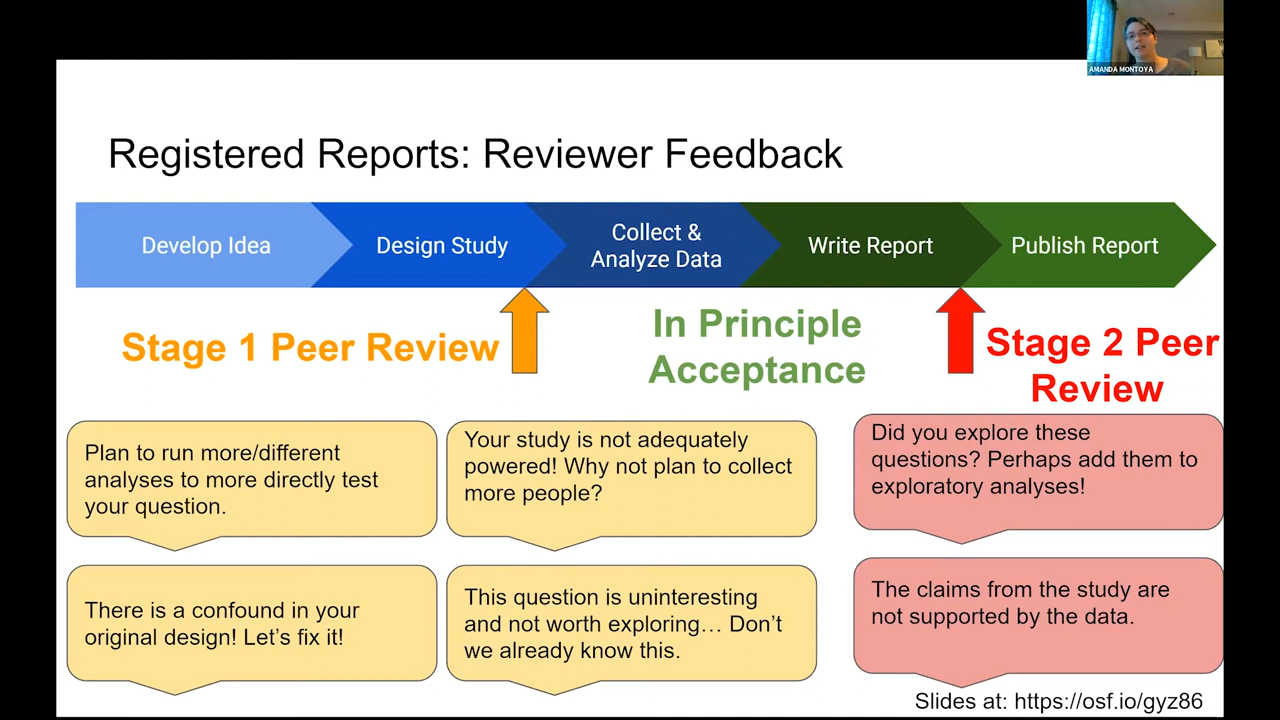 AMANDA MONTOYA
Registered Reports: Reviewer Feedback
Develop Idea
Design Study
Collect &
Analyze Data
Write Report
Publish Report
Stage 1 Peer Review
In Principle
Acceptance
Stage 2 Peer
Review
Plan to run more/different
analyses to more directly test
your question.
Your study is not adequately
powered! Why not plan to collect
more people?
Did you explore these
questions? Perhaps add them to
exploratory analyses!
There is a confound in your
original design! Let’s fix it!
This question is uninteresting
and not worth exploring… Don’t
we already know this.
The claims from the study are
not supported by the data.
Slides at: https://osf.io/gyz86